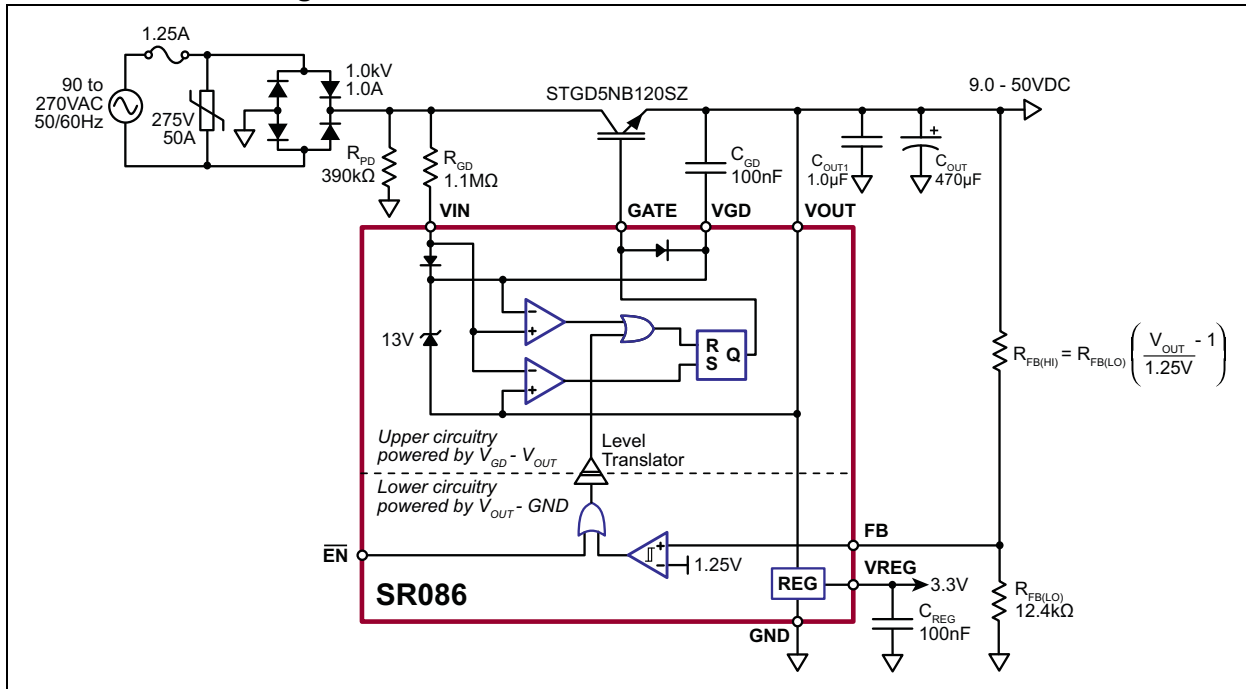 1.25A
90 to
270VAC
50/60Hz
275V
50A
1.0kV
1.0A
STGD5NB120SZ
9.0 - 50VDC
R_PD
390kΩ
R_GD
1.1MΩ
C_GD
100nF
C_OUT1
1.0µF
+
C_OUT
470µF
VIN
GATE
VGD
VOUT
13V
-
+
-
+
R
S
Q
R_FB(HI) = R_FB(LO) (V_OUT / 1.25V - 1)
Upper circuitry
powered by V_GD - V_OUT
Level
Translator
Lower circuitry
powered by V_OUT - GND
EN
+
-
1.25V
FB
VREG
REG
3.3V
SR086
GND
C_REG
100nF
R_FB(LO)
12.4kΩ